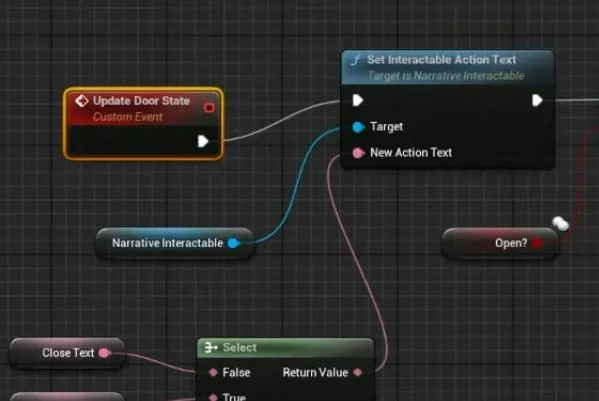 Set Interactable Action Text
Target is Narrative Interactable
Update Door State
Custom Event
Target
New Action Text
Narrative Interactable
Open?
Select
Close Text
False
Return Value
True